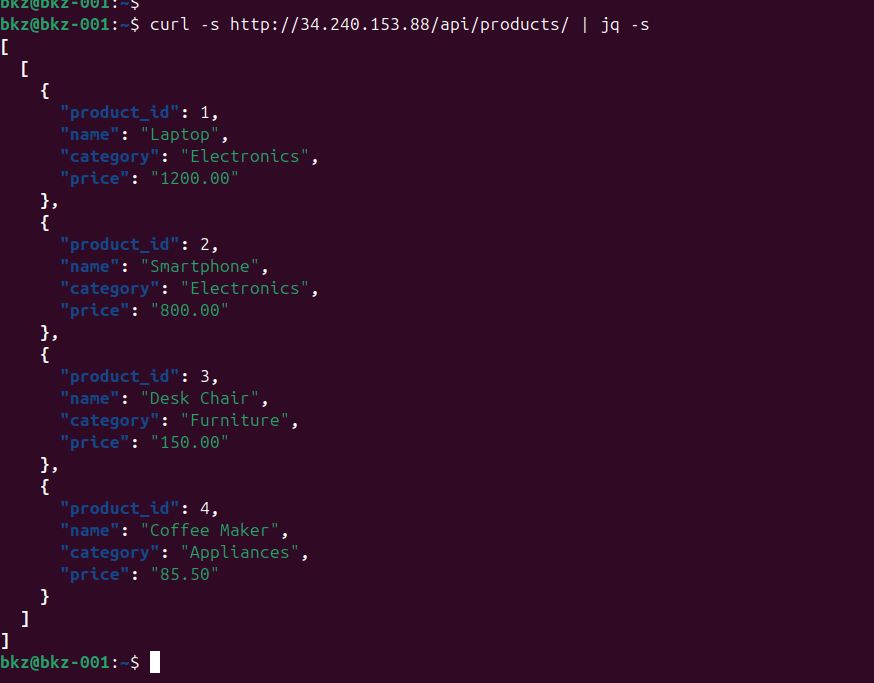 bkz@bkz-001:~$
bkz@bkz-001:~$ curl -s http://34.240.153.88/api/products/ | jq -s
[
  [
    {
      "product_id": 1,
      "name": "Laptop",
      "category": "Electronics",
      "price": "1200.00"
    },
    {
      "product_id": 2,
      "name": "Smartphone",
      "category": "Electronics",
      "price": "800.00"
    },
    {
      "product_id": 3,
      "name": "Desk Chair",
      "category": "Furniture",
      "price": "150.00"
    },
    {
      "product_id": 4,
      "name": "Coffee Maker",
      "category": "Appliances",
      "price": "85.50"
    }
  ]
]
bkz@bkz-001:~$